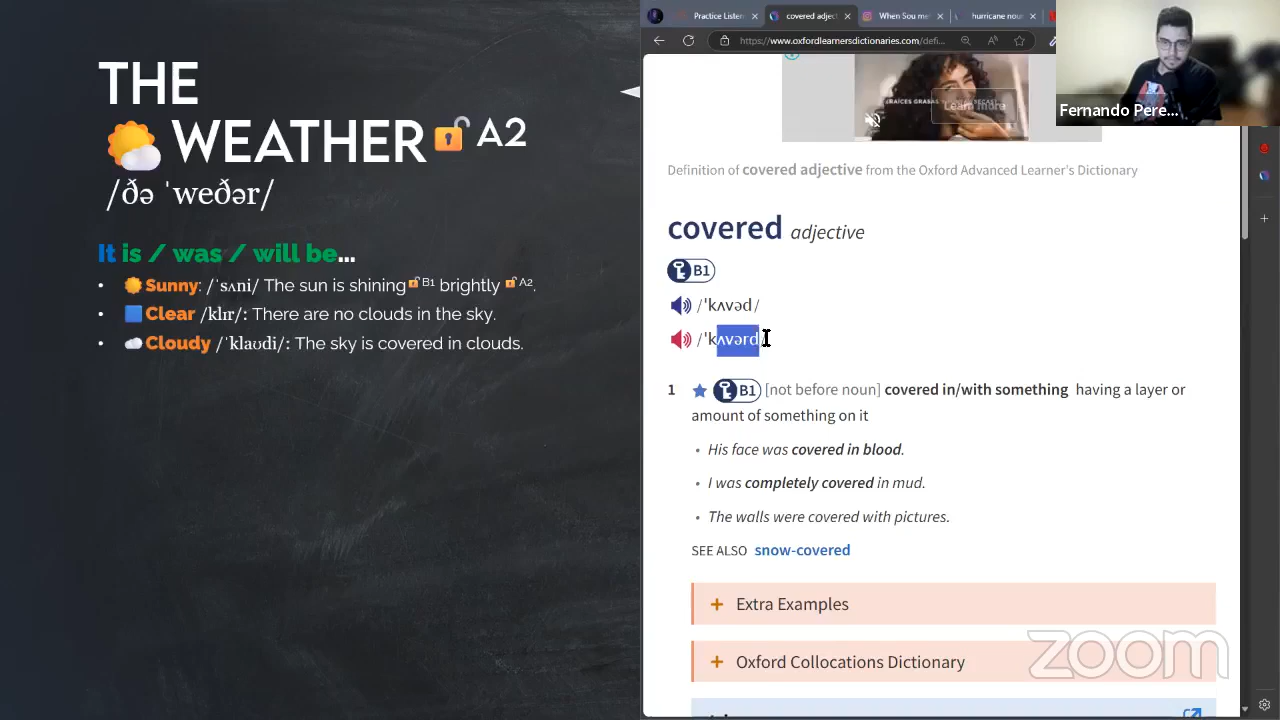 THE
WEATHER A2
/ðə ˈweðər/
It is / was / will be...
• Sunny: /ˈsʌni/ The sun is shining B1 brightly A2.
• Clear /klɪr/: There are no clouds in the sky.
• Cloudy /ˈklaʊdi/: The sky is covered in clouds.
Practice Listen
covered adject
When Sou me
hurricane nou
https://www.oxfordlearnersdictionaries.com/defi...
Learn more
Fernando Pere...
Definition of covered adjective from the Oxford Advanced Learner's Dictionary
covered adjective
B1
/ˈkʌvəd/
/ˈkʌvərd/
1 B1 [not before noun] covered in/with something having a layer or
amount of something on it
• His face was covered in blood.
• I was completely covered in mud.
• The walls were covered with pictures.
SEE ALSO snow-covered
+ Extra Examples
+ Oxford Collocations Dictionary
zoom